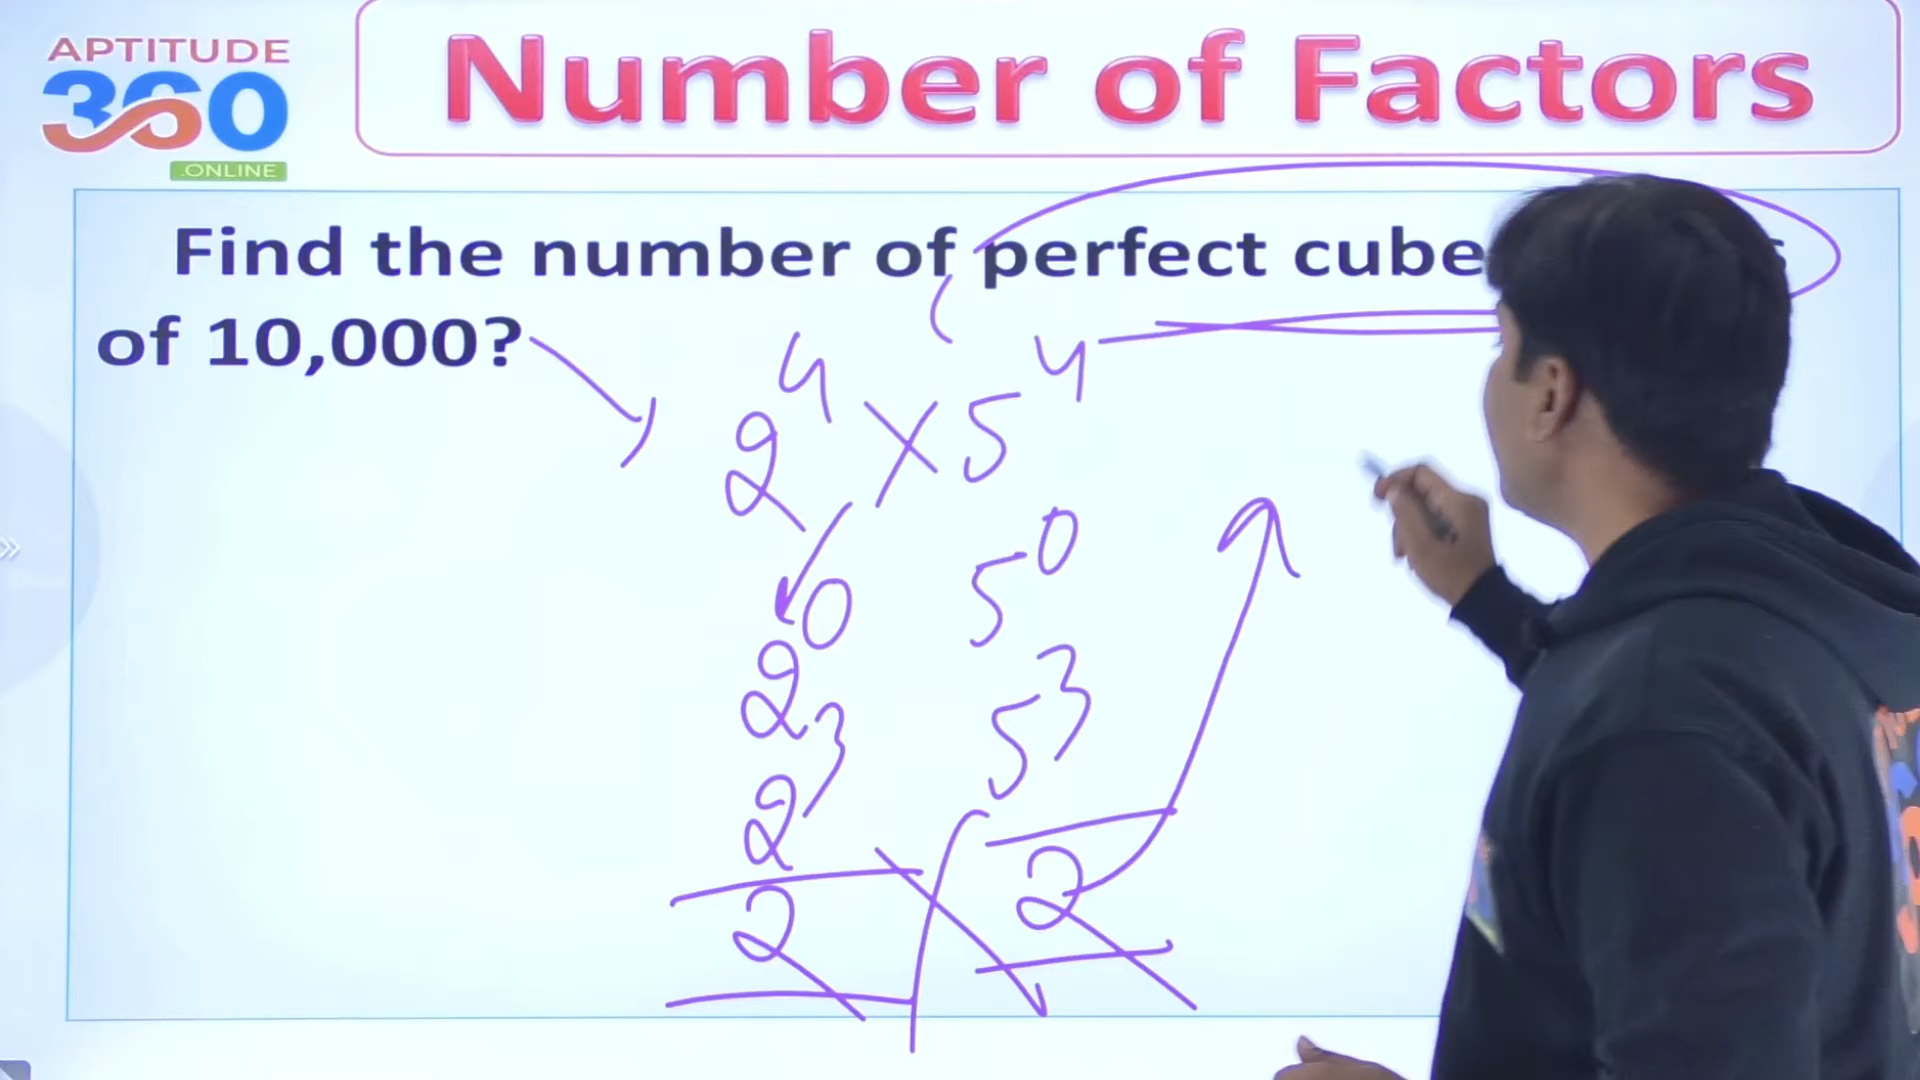 APTITUDE
360
.ONLINE
Number of Factors
Find the number of perfect cube
of 10,000?
2⁴ × 5⁴
2⁰ 5⁰
2³ 5³
2 2